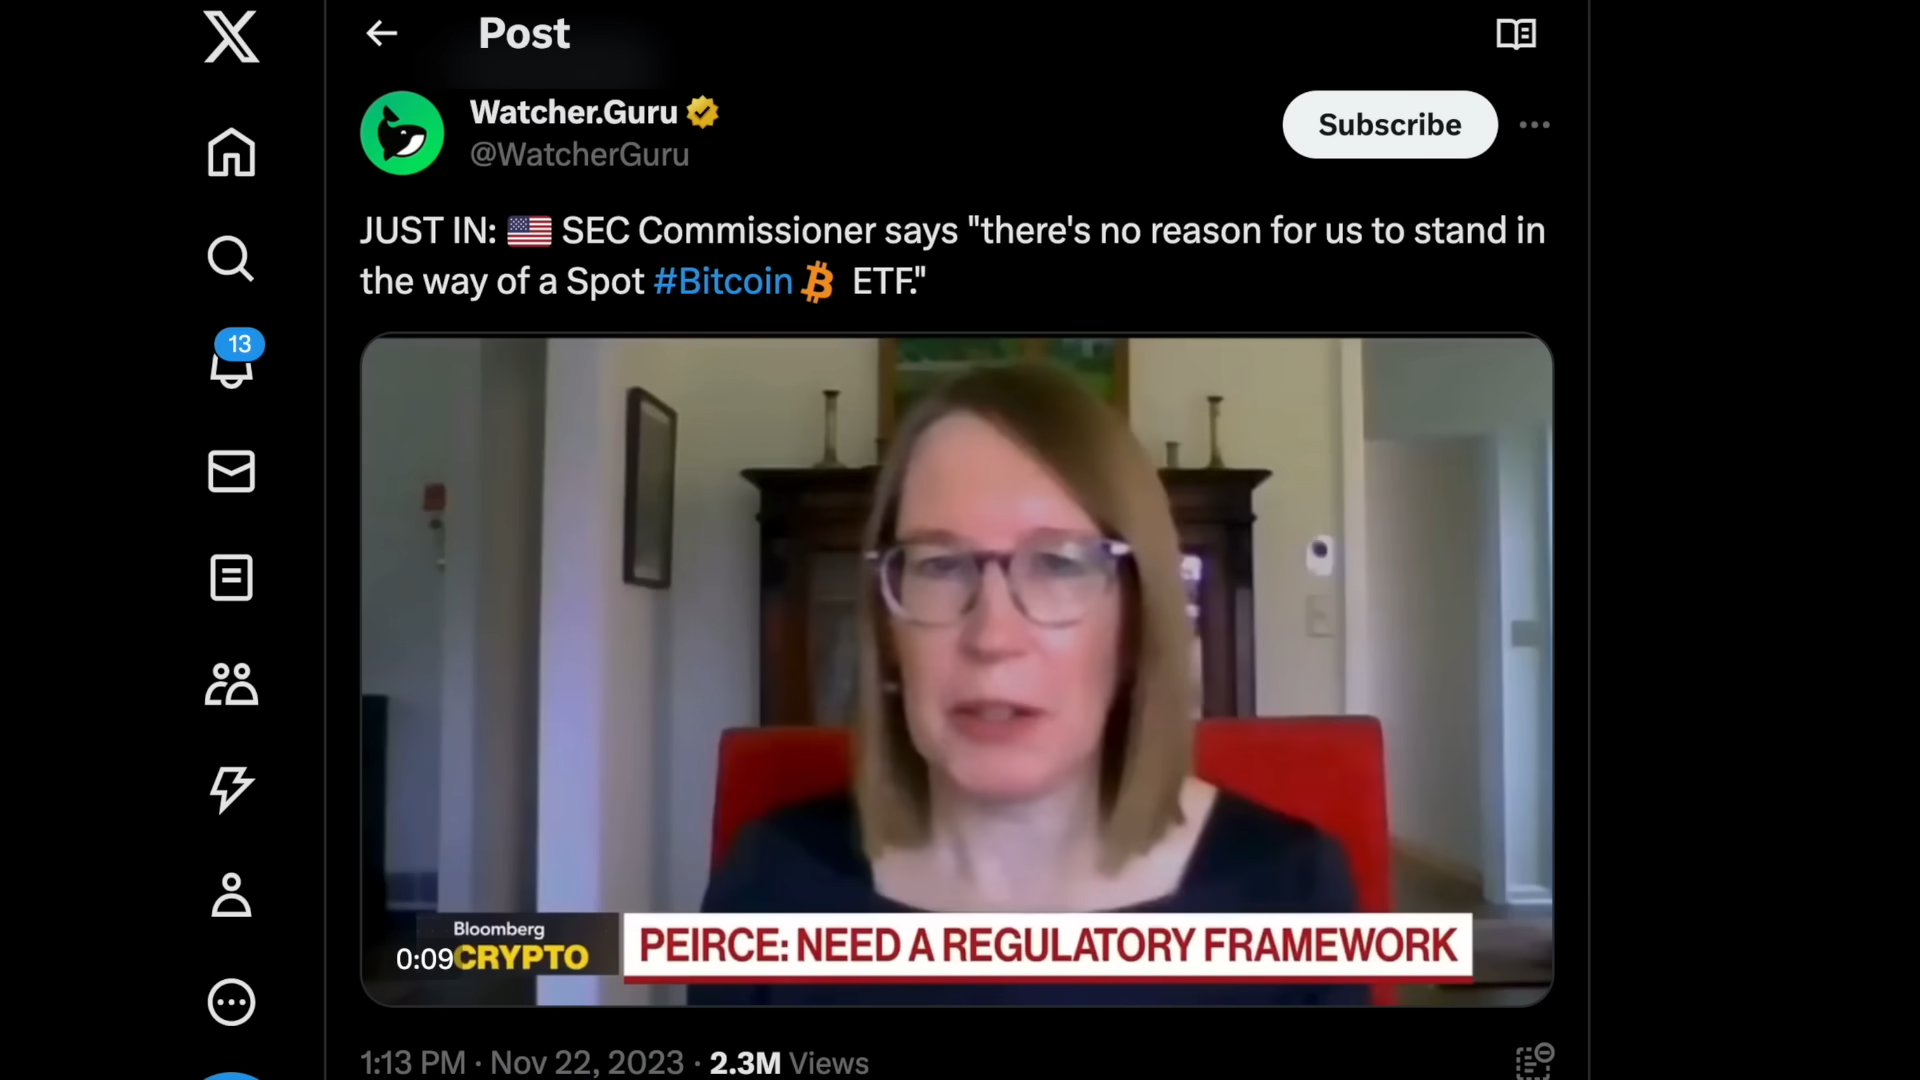 Post
Watcher.Guru
@WatcherGuru
Subscribe
JUST IN: 🇺🇸 SEC Commissioner says "there's no reason for us to stand in
the way of a Spot #Bitcoin ETF."
13
Bloomberg
0:09 CRYPTO
PEIRCE: NEED A REGULATORY FRAMEWORK
1:13 PM · Nov 22, 2023 · 2.3M Views